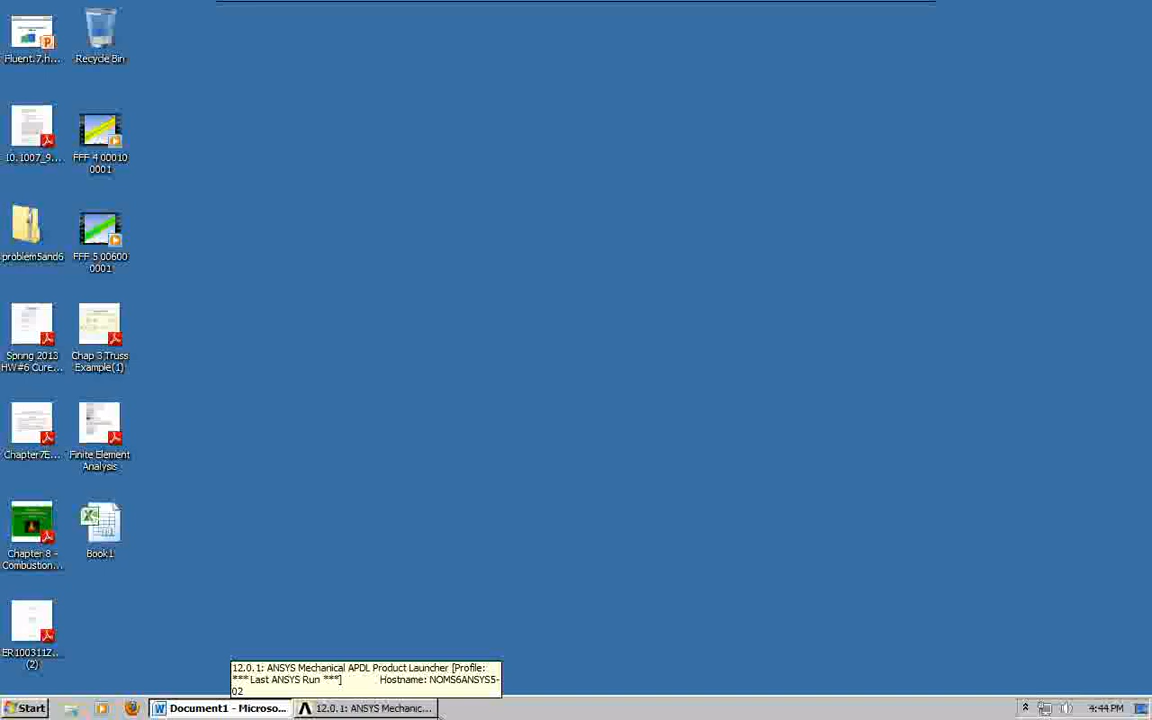 Fluent.7.h...
Recycle Bin
10.1007_9...
FFF 4 00010
0001
problem5and6
FFF 5 00600
0001
Spring 2013
HW#6 Cure...
Chap 3 Truss
Example(1)
Chapter7E...
Finite Element
Analysis
Chapter 8 -
Combustion...
Book1
ER100311Z...
(2)
12.0.1: ANSYS Mechanical APDL Product Launcher [Profile:
*** Last ANSYS Run ***] Hostname: NOMS6ANSYS5-
02
Start
Document1 - Microso...
12.0.1: ANSYS Mechanic...
4:44 PM